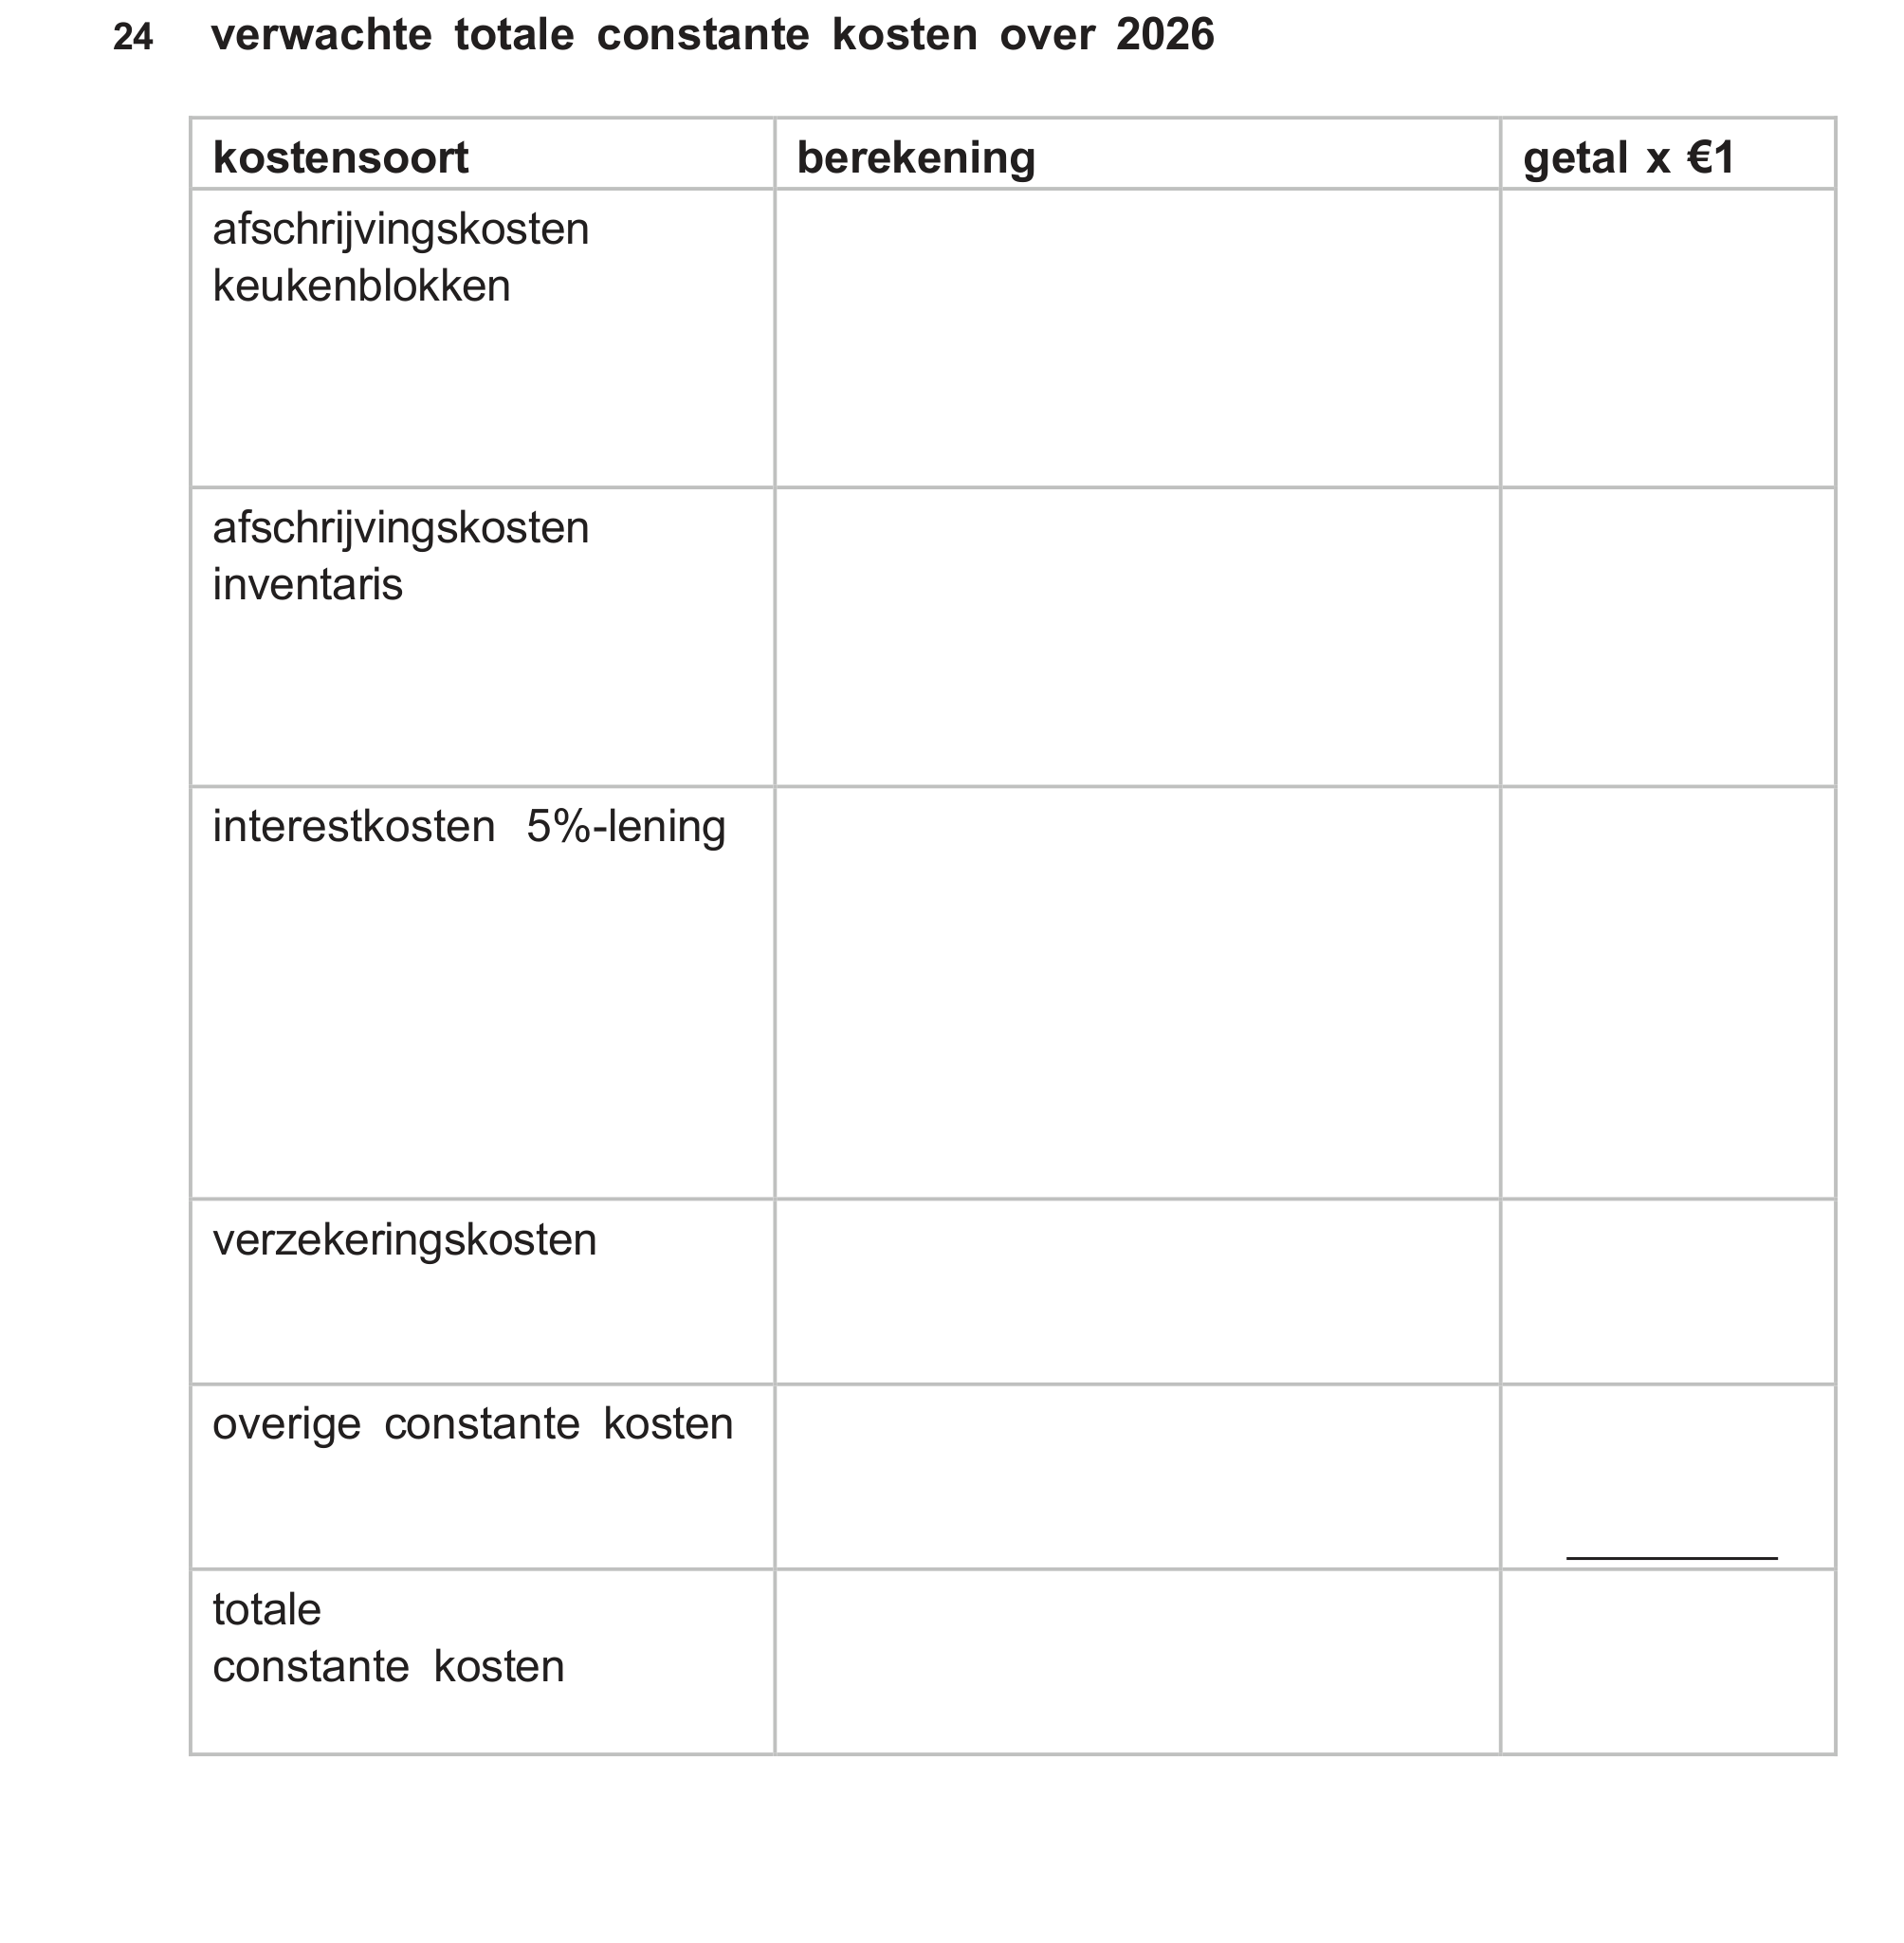 24 verwachte totale constante kosten over 2026
kostensoort berekening getal x €1
afschrijvingskosten
keukenblokken
afschrijvingskosten
inventaris
interestkosten 5%-lening
verzekeringskosten
overige constante kosten
totale
constante kosten